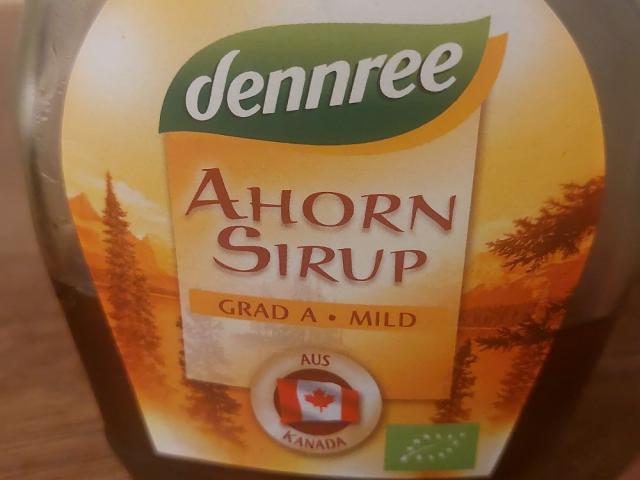 dennree
AHORN
SIRUP
GRAD A • MILD
AUS
KANADA